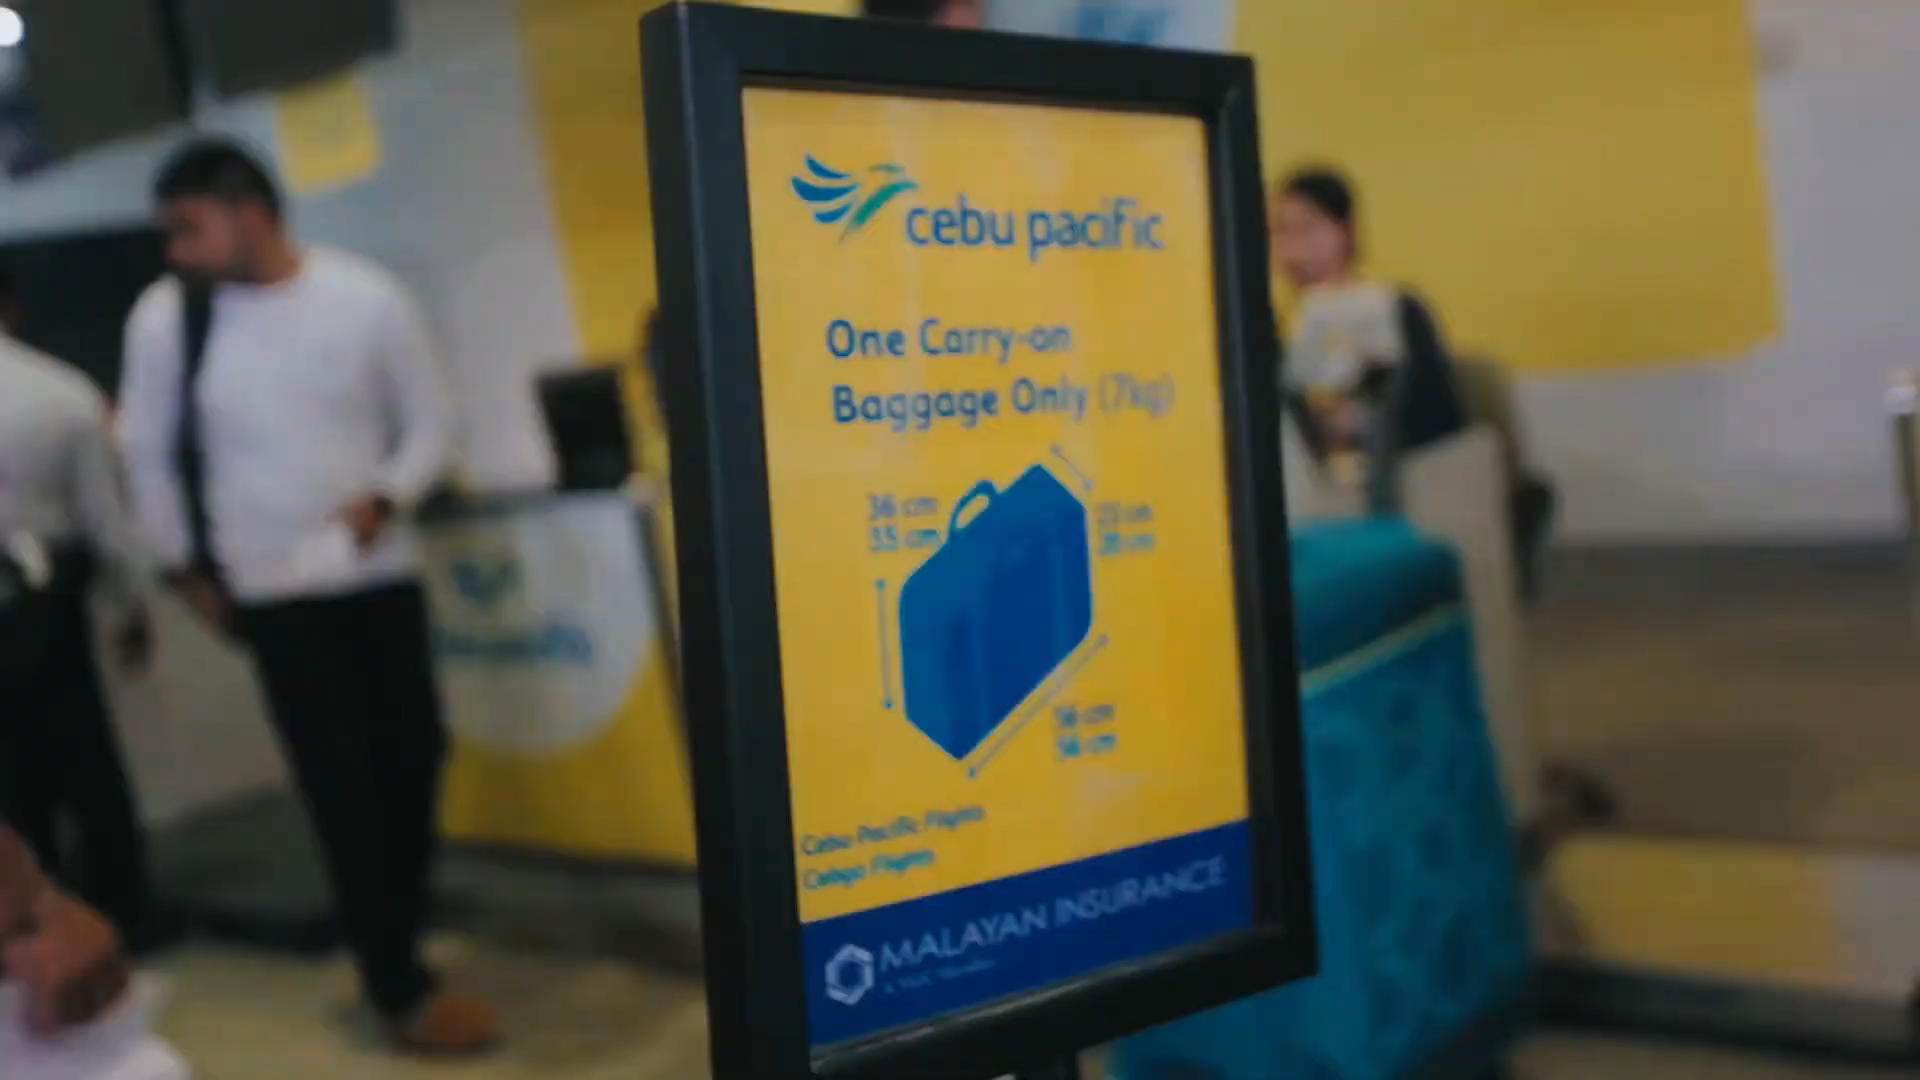 cebu pacific
One Carry-on
Baggage Only (7kg)
36 cm
35 cm
56 cm
56 cm
Cebu Pacific Flights
Cebgo Flights
MALAYAN INSURANCE